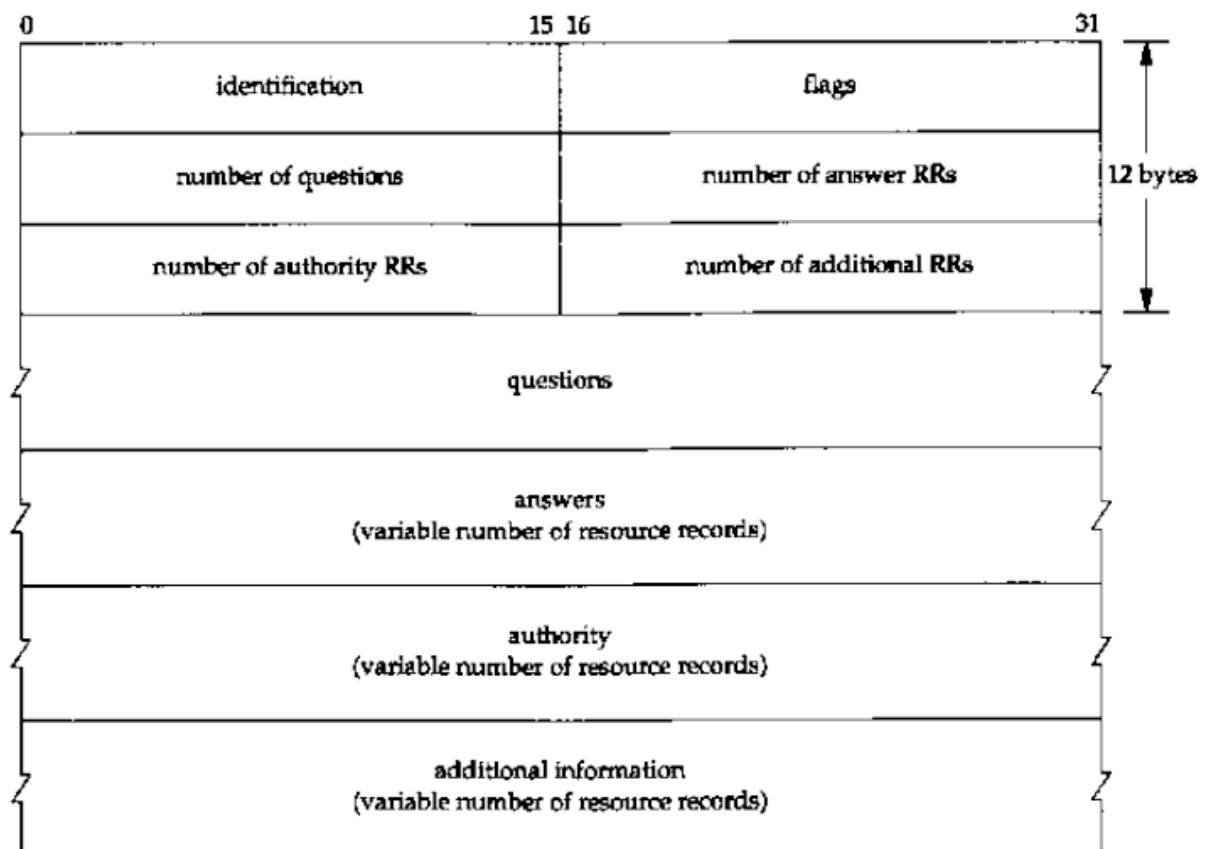 0 15 16 31
identification flags
number of questions number of answer RRs 12 bytes
number of authority RRs number of additional RRs
questions
answers
(variable number of resource records)
authority
(variable number of resource records)
additional information
(variable number of resource records)